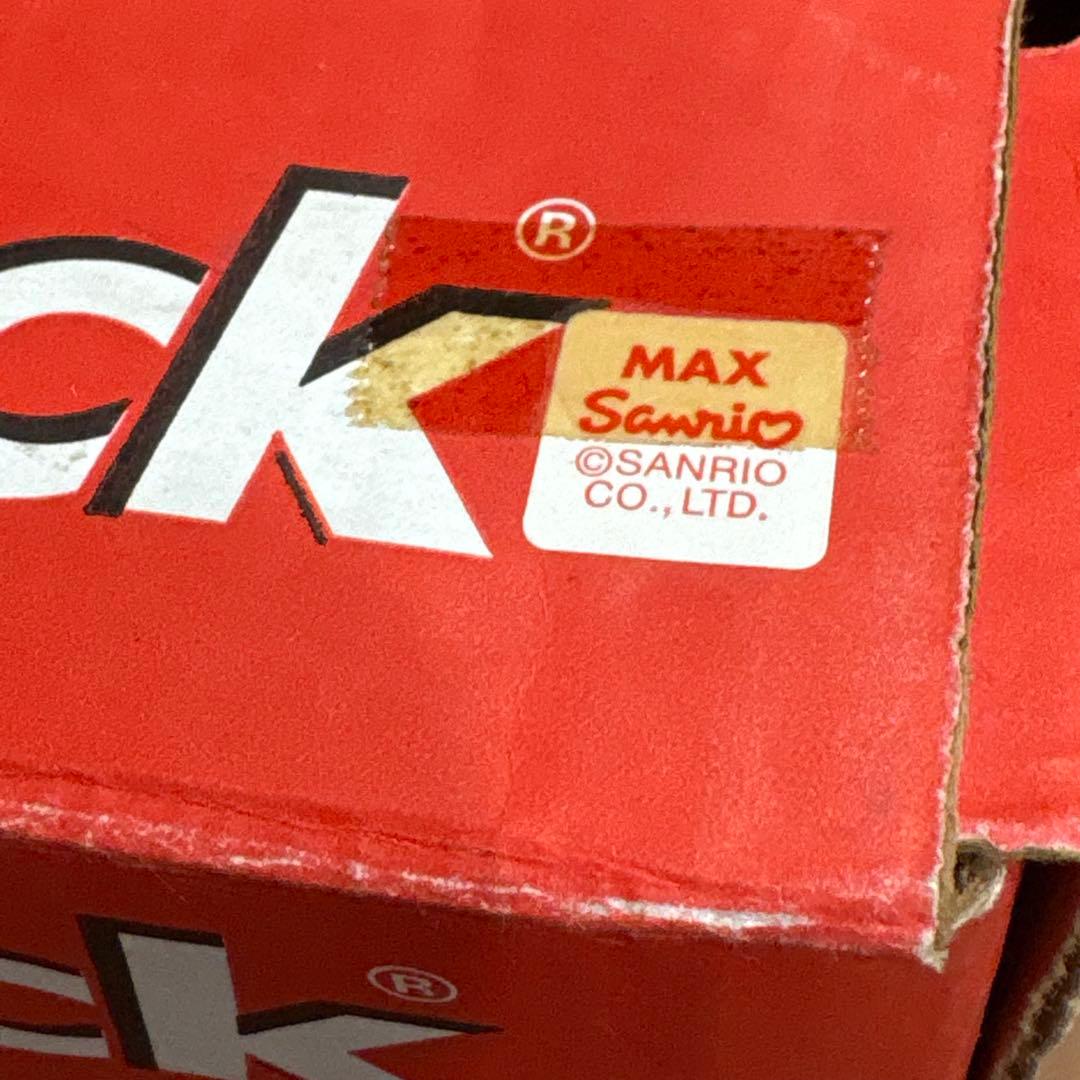 ck®
MAX
Sanrio
©SANRIO
CO., LTD.
ck®